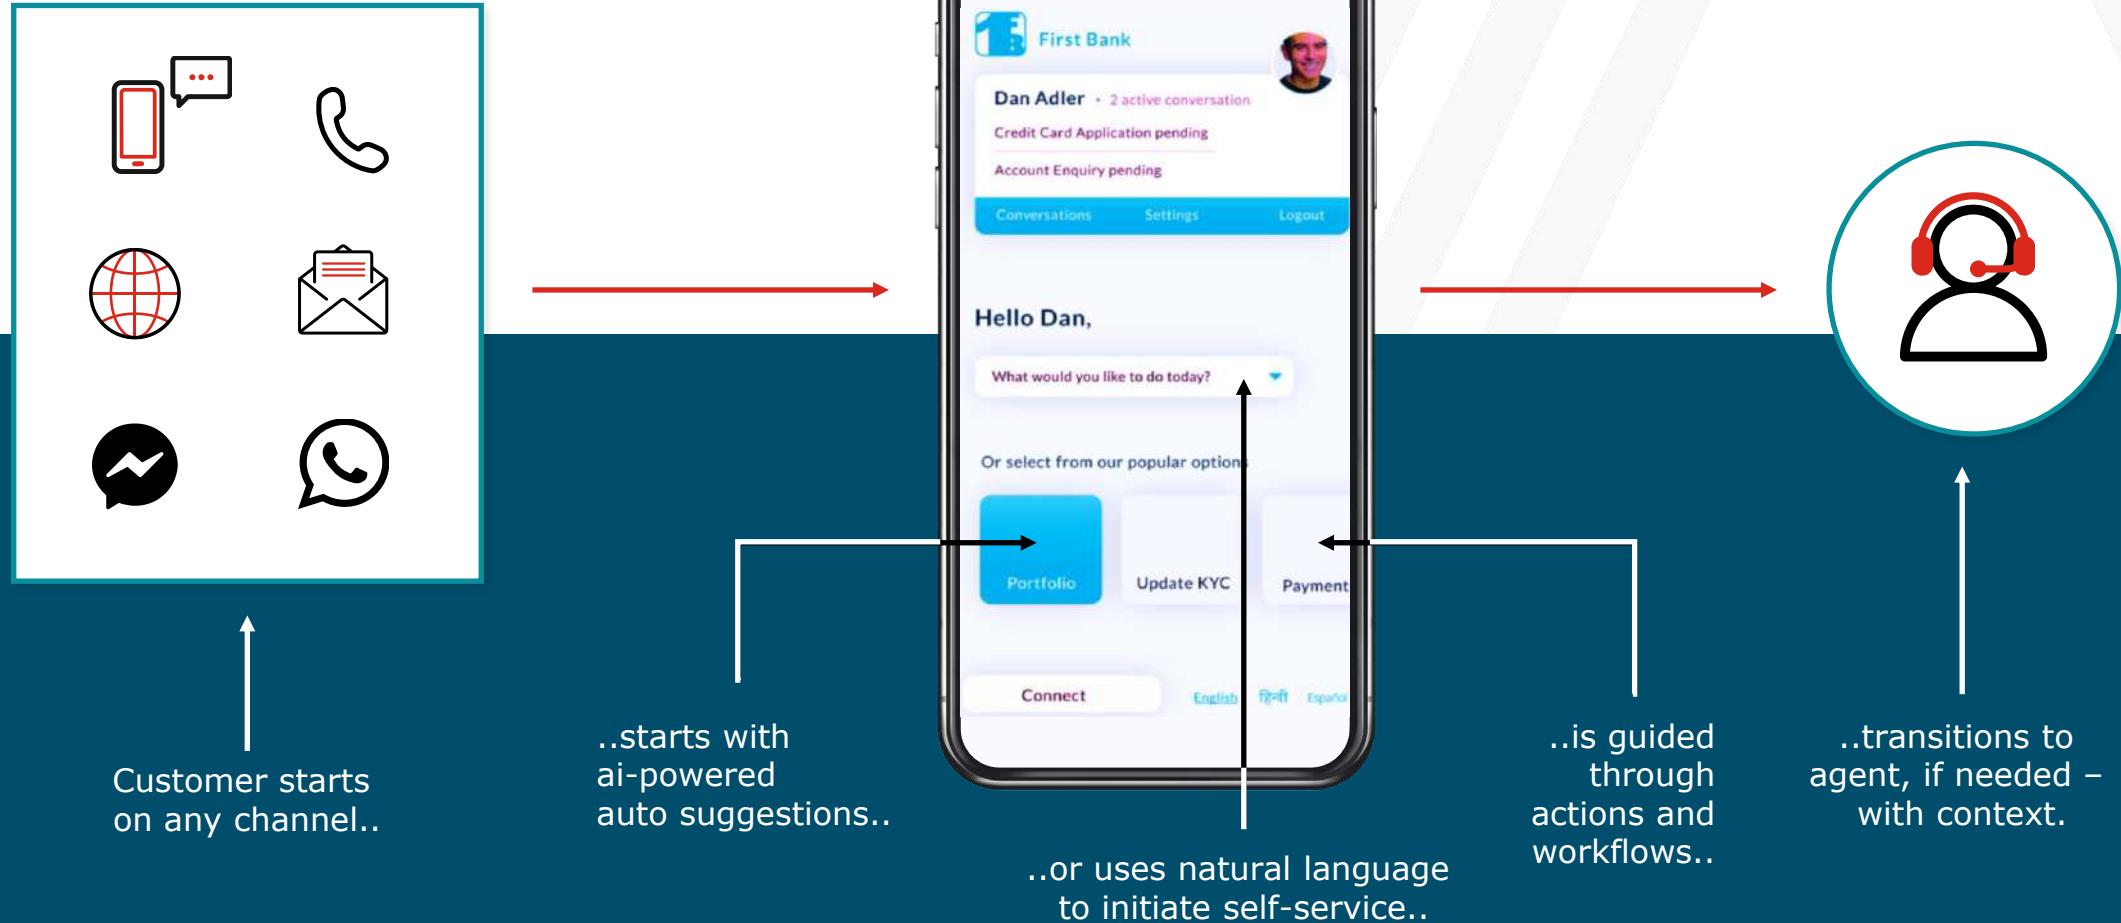 First Bank
Dan Adler • 2 active conversation
Credit Card Application pending
Account Enquiry pending
Conversations Settings Logout
Hello Dan,
What would you like to do today?
Or select from our popular options
Portfolio Update KYC Payment
Connect English हिन्दी Español
Customer starts
on any channel..
..starts with
ai-powered
auto suggestions..
..or uses natural language
to initiate self-service..
..is guided
through
actions and
workflows..
..transitions to
agent, if needed –
with context.